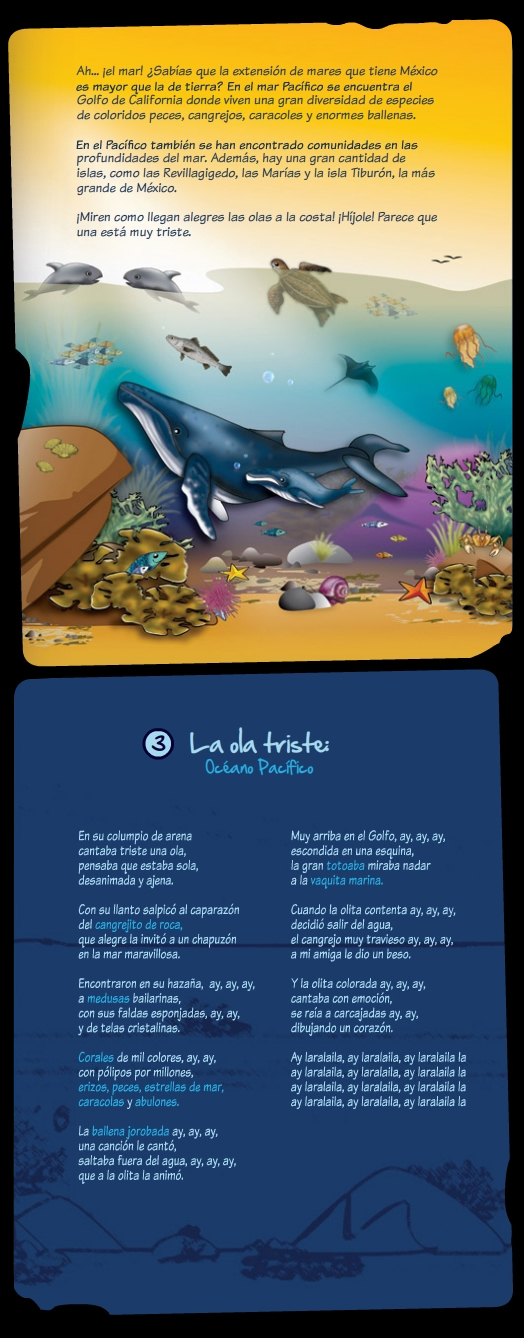 Ah... ¡el mar! ¿Sabías que la extensión de mares que tiene México
es mayor que la de tierra? En el mar Pacífico se encuentra el
Golfo de California donde viven una gran diversidad de especies
de coloridos peces, cangrejos, caracoles y enormes ballenas.
En el Pacífico también se han encontrado comunidades en las
profundidades del mar. Además, hay una gran cantidad de
islas, como las Revillagigedo, las Marías y la isla Tiburón, la más
grande de México.
¡Miren como llegan alegres las olas a la costa! ¡Híjole! Parece que
una está muy triste.
3 La ola triste:
Océano Pacífico
En su columpio de arena
cantaba triste una ola,
pensaba que estaba sola,
desanimada y ajena.
Con su llanto salpicó al caparazón
del cangrejito de roca,
que alegre la invitó a un chapuzón
en la mar maravillosa.
Encontraron en su hazaña, ay, ay, ay,
a medusas bailarinas,
con sus faldas esponjadas, ay, ay,
y de telas cristalinas.
Corales de mil colores, ay, ay,
con pólipos por millones,
erizos, peces, estrellas de mar,
caracolas y abulones.
La ballena jorobada ay, ay, ay,
una canción le cantó,
saltaba fuera del agua, ay, ay, ay,
que a la olita la animó.
Muy arriba en el Golfo, ay, ay, ay,
escondida en una esquina,
la gran totoaba miraba nadar
a la vaquita marina.
Cuando la olita contenta ay, ay, ay,
decidió salir del agua,
el cangrejo muy travieso ay, ay, ay,
a mi amiga le dio un beso.
Y la olita colorada ay, ay, ay,
cantaba con emoción,
se reía a carcajadas ay, ay, ay,
dibujando un corazón.
Ay laralaila, ay laralaila, ay laralaila la
ay laralaila, ay laralaila, ay laralaila la
ay laralaila, ay laralaila, ay laralaila la
ay laralaila, ay laralaila, ay laralaila la